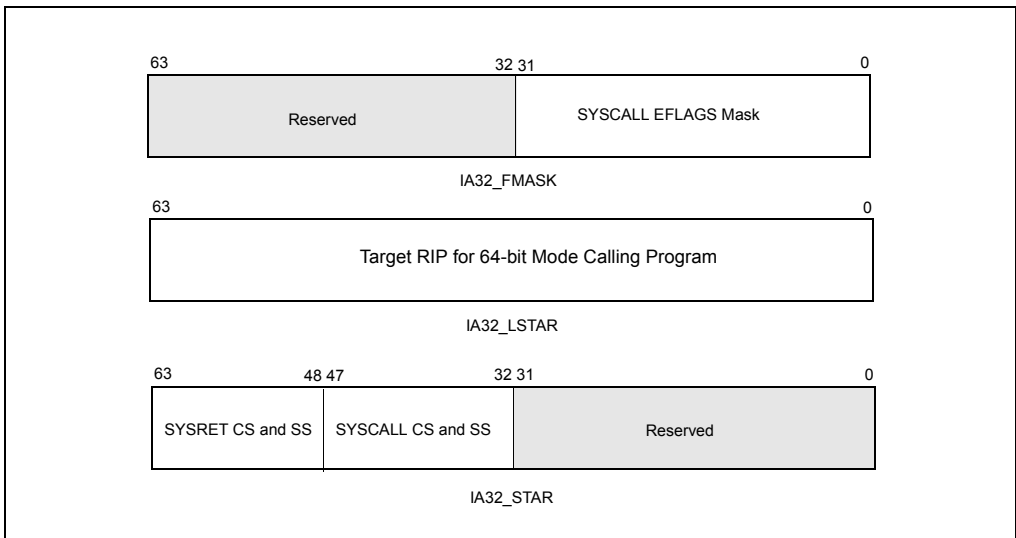 63 32 31 0
Reserved SYSCALL EFLAGS Mask
IA32_FMASK
63 0
Target RIP for 64-bit Mode Calling Program
IA32_LSTAR
63 48 47 32 31 0
SYSRET CS and SS SYSCALL CS and SS Reserved
IA32_STAR